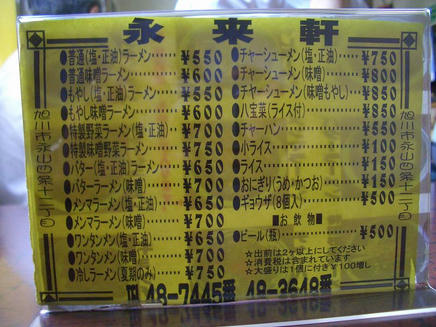 永来軒
●普通(塩・正油)ラーメン…¥550
●普通味噌ラーメン…¥600
●もやし(塩・正油)ラーメン…¥550
●もやし味噌ラーメン…¥600
●特製野菜ラーメン(塩・正油)…¥700
●特製味噌野菜ラーメン…¥750
●バターラーメン(塩・正油)…¥650
●バターラーメン(味噌)…¥700
●メンマラーメン(塩・正油)…¥650
●メンマラーメン(味噌)…¥700
●ワンタンメン(塩・正油)…¥650
●ワンタンメン(味噌)…¥700
●冷しラーメン(夏期のみ)…¥750
●チャーシューメン(塩・正油)…¥750
●チャーシューメン(味噌)…¥800
●チャーシューメン(味噌もやし)…¥850
●八宝菜(ライス付)…¥850
●チャーハン…¥550
●小ライス…¥100
●ライス…¥150
●おにぎり(うめ・かつお)…¥150
●ギョウザ(8個入)…¥500
■お飲物■
●ビール(瓶)…¥500
☆出前は2ヶ以上にしてください
☆消費税は含まれています
☆大盛りは1個に付き¥100増し
旭川市永山四条十二丁目
旭川市永山四条十二丁目
☎48-7445番 48-3648番